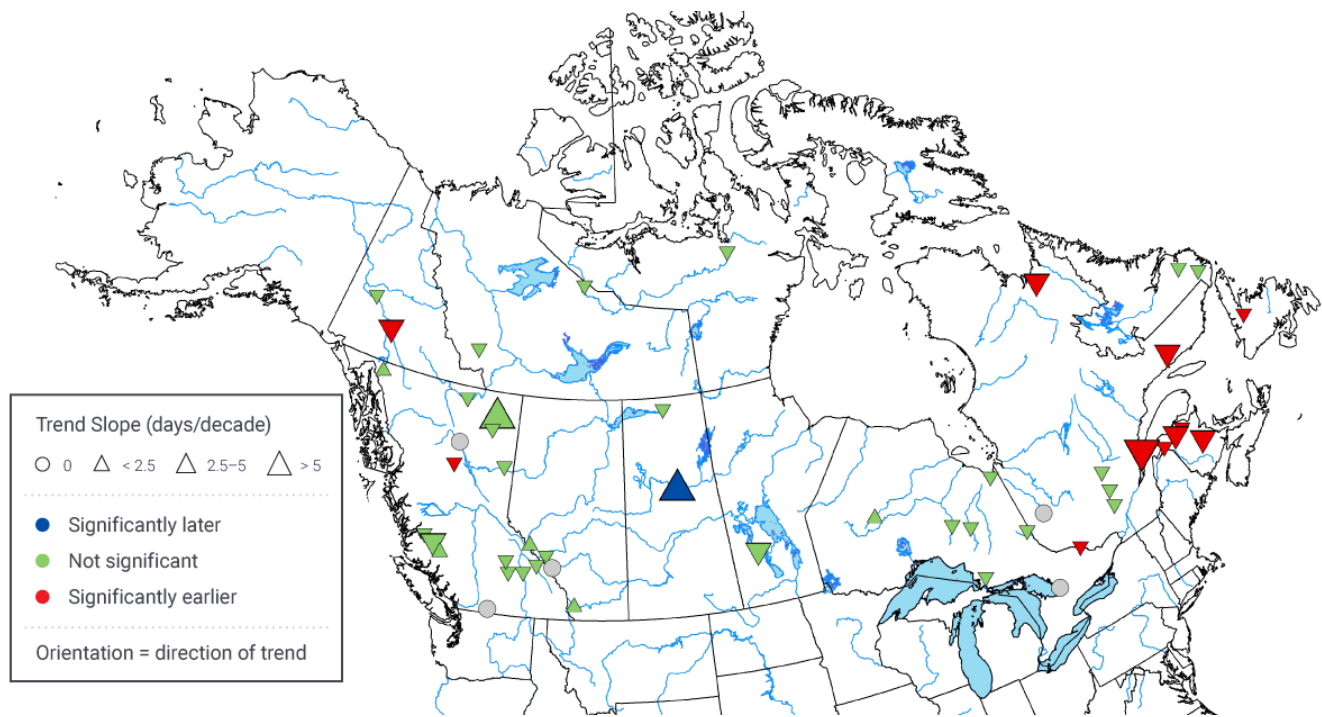 Trend Slope (days/decade)
0 < 2.5 2.5–5 > 5
Significantly later
Not significant
Significantly earlier
Orientation = direction of trend